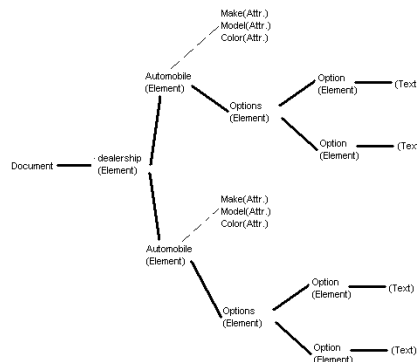 Make(Attr.)
Model(Attr.)
Color(Attr.)
Automobile
(Element)
Option
(Element)
(Text
Options
(Element)
Option
(Element)
(Text
Document
dealership
(Element)
Make(Attr.)
Model(Attr.)
Color(Attr.)
Automobile
(Element)
Option
(Element)
(Text)
Options
(Element)
Option
(Element)
(Text)